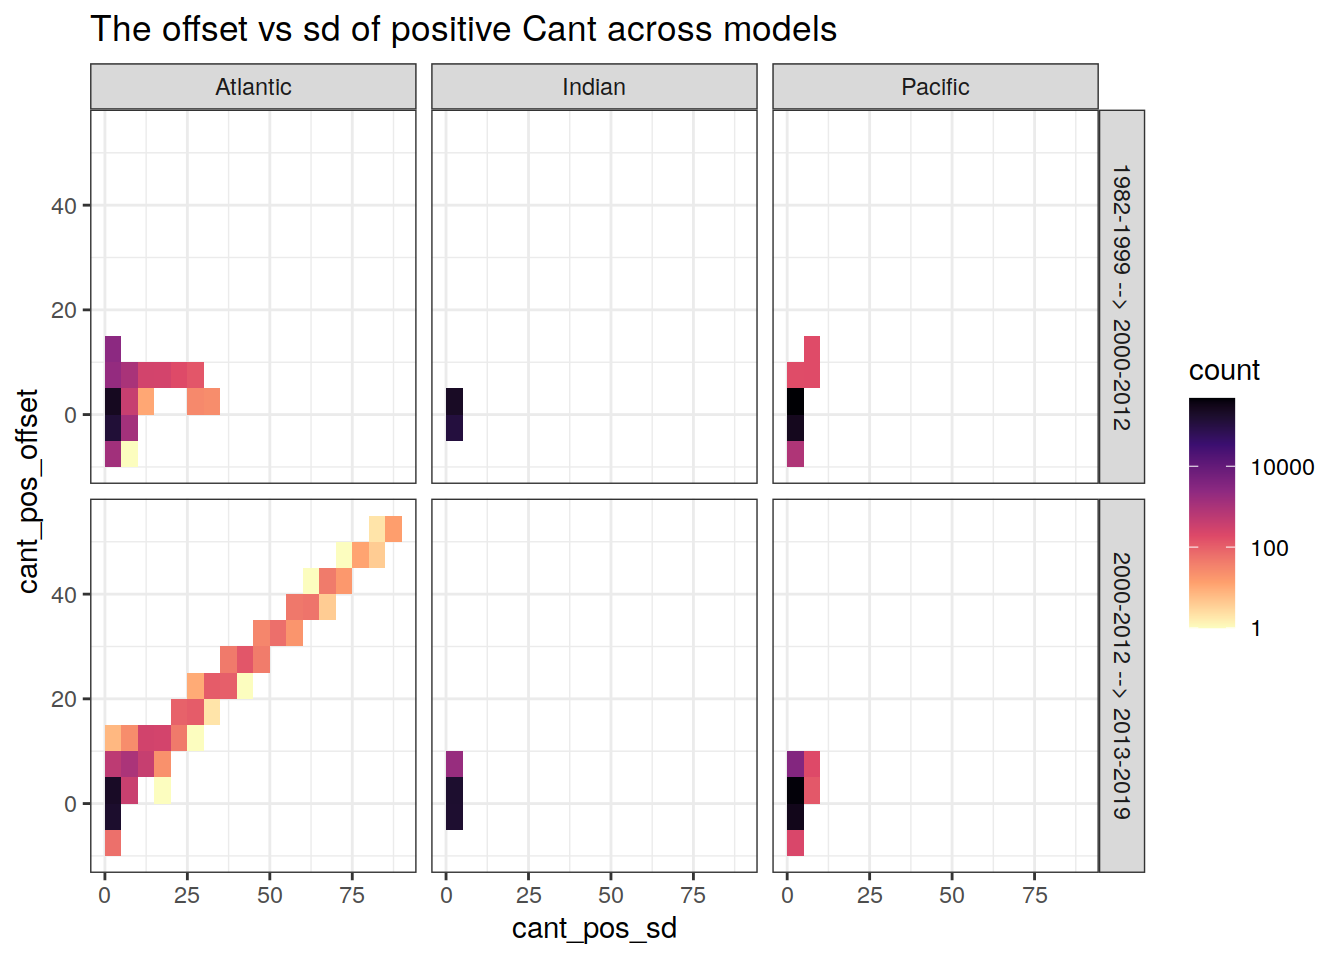 The offset vs sd of positive Cant across models
Atlantic
Indian
Pacific
1982-1999 --> 2000-2012
2000-2012 --> 2013-2019
cant_pos_offset
40
20
0
40
20
0
0
25
50
75
0
25
50
75
0
25
50
75
cant_pos_sd
count
10000
100
1